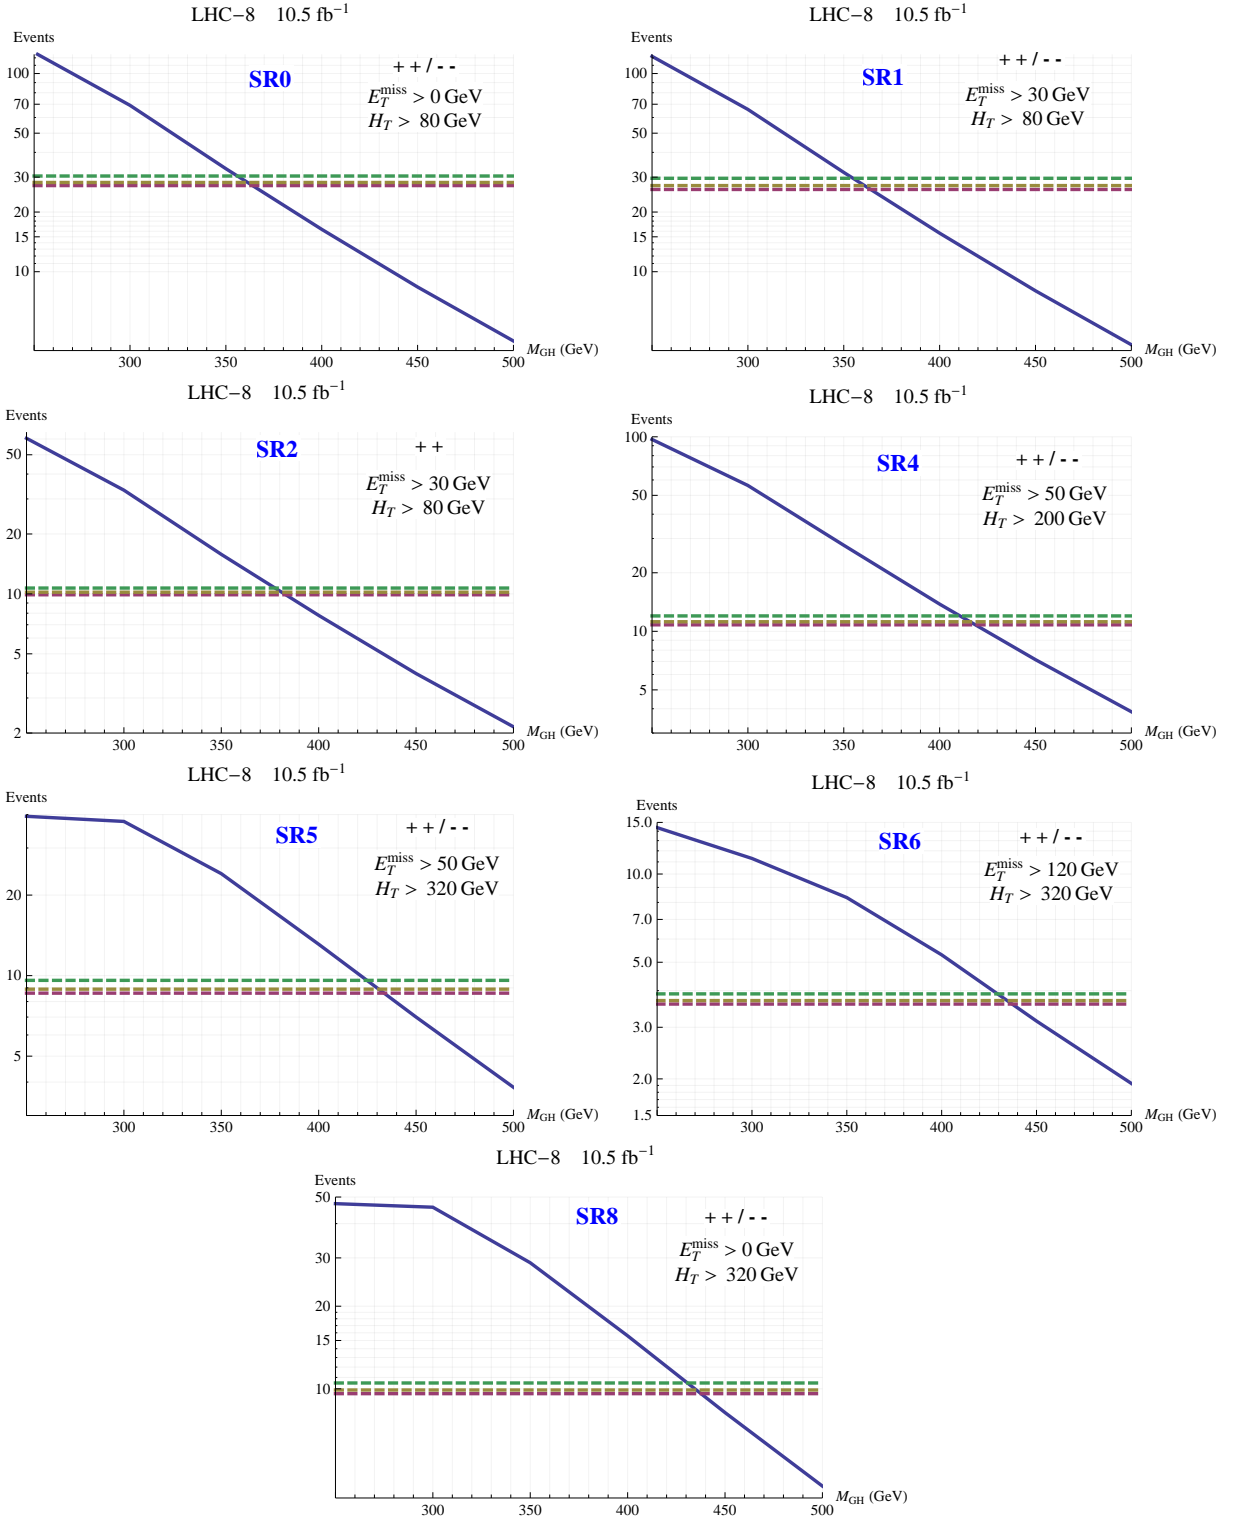 LHC−8 10.5 fb−1
Events
SR0
+ + / - -
E_T^miss > 0 GeV
H_T > 80 GeV
100
70
50
30
20
15
10
300 350 400 450 500
M_GH (GeV)
LHC−8 10.5 fb−1
Events
SR1
+ + / - -
E_T^miss > 30 GeV
H_T > 80 GeV
100
70
50
30
20
15
10
300 350 400 450 500
M_GH (GeV)
LHC−8 10.5 fb−1
Events
SR2
+ +
E_T^miss > 30 GeV
H_T > 80 GeV
50
20
10
5
2
300 350 400 450 500
M_GH (GeV)
LHC−8 10.5 fb−1
Events
SR4
+ + / - -
E_T^miss > 50 GeV
H_T > 200 GeV
100
50
20
10
5
300 350 400 450 500
M_GH (GeV)
LHC−8 10.5 fb−1
Events
SR5
+ + / - -
E_T^miss > 50 GeV
H_T > 320 GeV
20
10
5
300 350 400 450 500
M_GH (GeV)
LHC−8 10.5 fb−1
Events
SR6
+ + / - -
E_T^miss > 120 GeV
H_T > 320 GeV
15.0
10.0
7.0
5.0
3.0
2.0
1.5
300 350 400 450 500
M_GH (GeV)
LHC−8 10.5 fb−1
Events
SR8
+ + / - -
E_T^miss > 0 GeV
H_T > 320 GeV
50
30
20
15
10
300 350 400 450 500
M_GH (GeV)